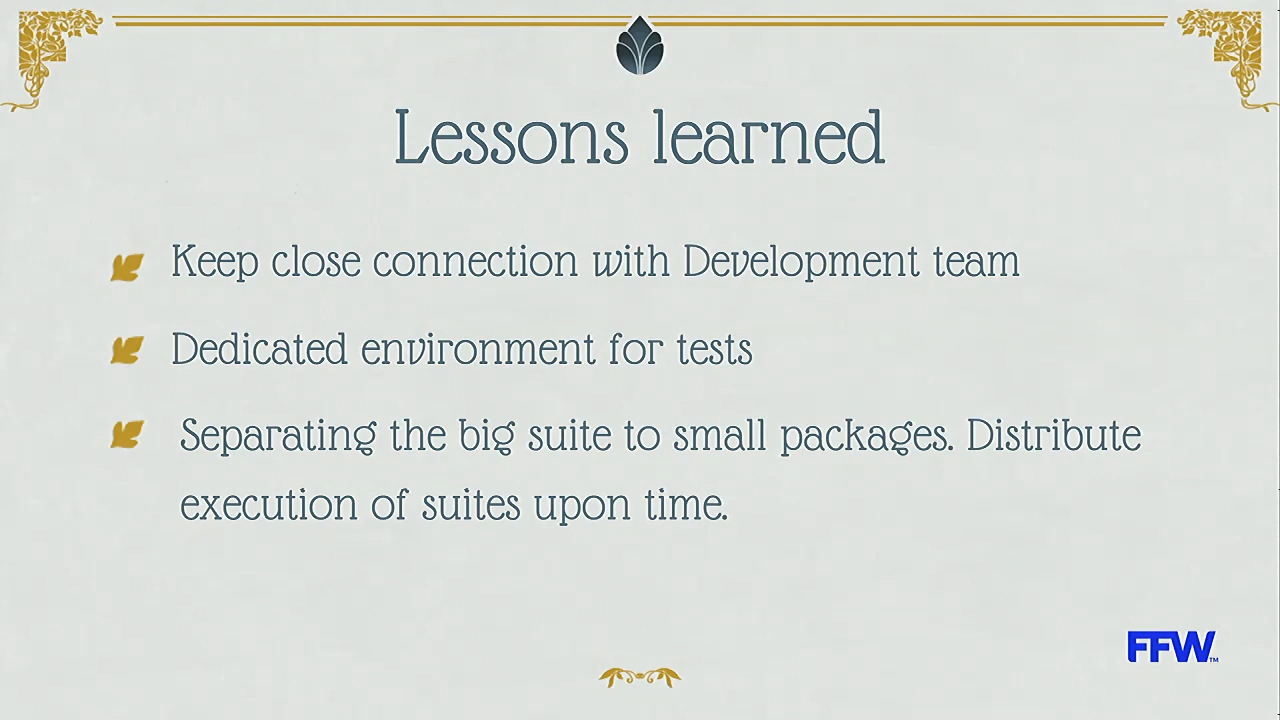 Lessons learned
Keep close connection with Development team
Dedicated environment for tests
Separating the big suite to small packages. Distribute
execution of suites upon time.
FFW™